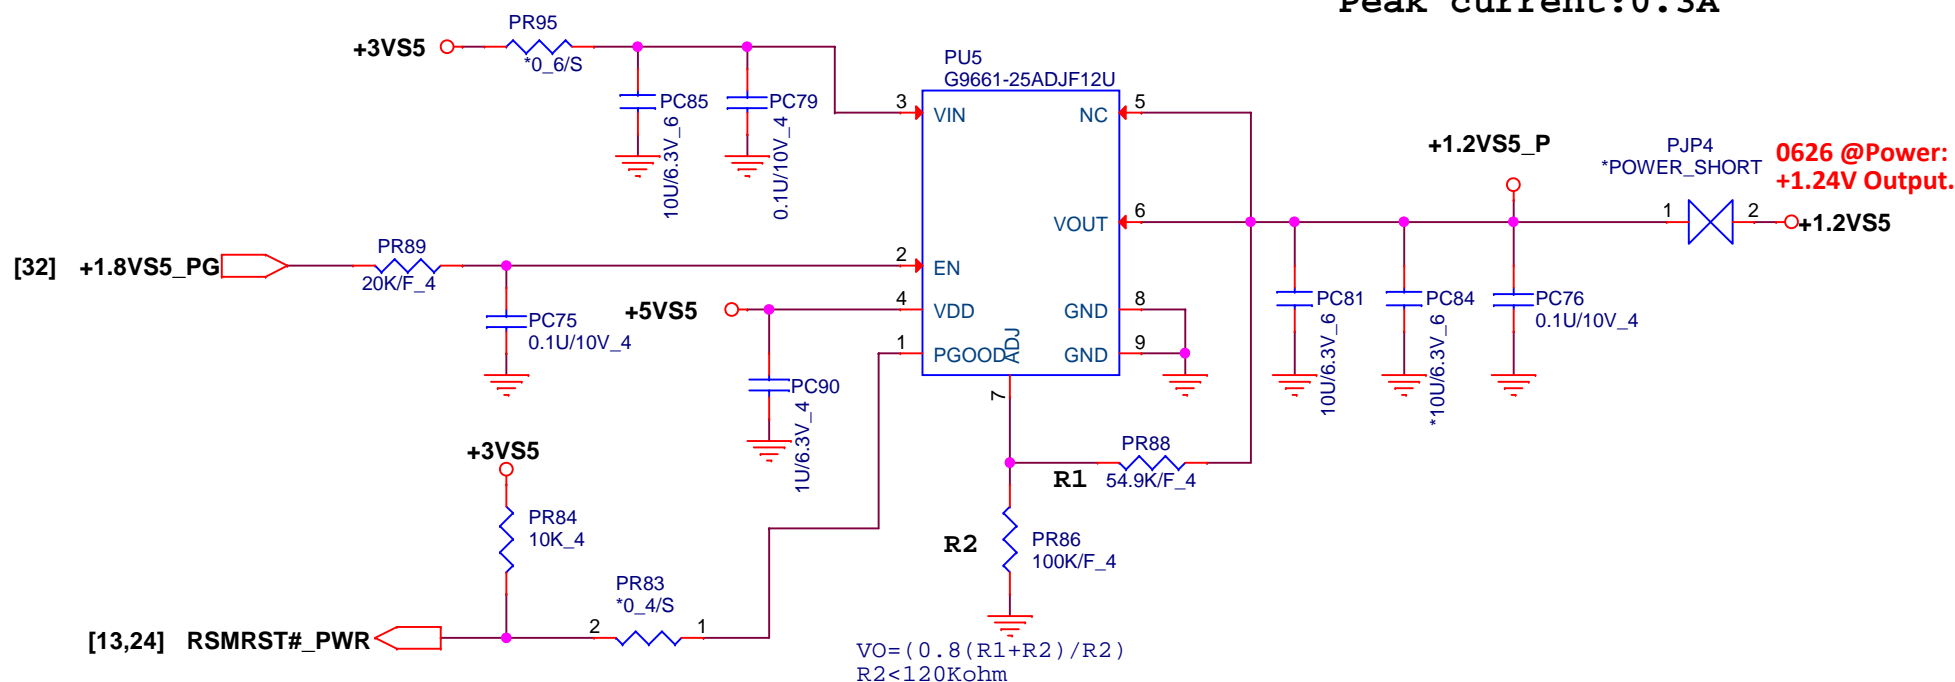 Peak current:0.3A
PR95
+3VS5
*0_6/S
PU5
G9661-25ADJF12U
PC85
10U/6.3V_6
PC79
0.1U/10V_4
3
VIN
NC
5
+1.2VS5_P
PJP4
*POWER_SHORT
0626 @Power:
+1.24V Output.
VOUT
6
1
2
+1.2VS5
[32] +1.8VS5_PG
PR89
20K/F_4
2
EN
PC75
0.1U/10V_4
+5VS5
4
VDD
GND
8
1
PGOOD
ADJ
GND
9
7
PC81
10U/6.3V_6
PC84
*10U/6.3V_6
PC76
0.1U/10V_4
PC90
1U/6.3V_4
+3VS5
PR84
10K_4
PR88
R1
54.9K/F_4
R2
PR86
100K/F_4
PR83
*0_4/S
2
1
[13,24] RSMRST#_PWR
VO=(0.8(R1+R2)/R2)
R2<120Kohm